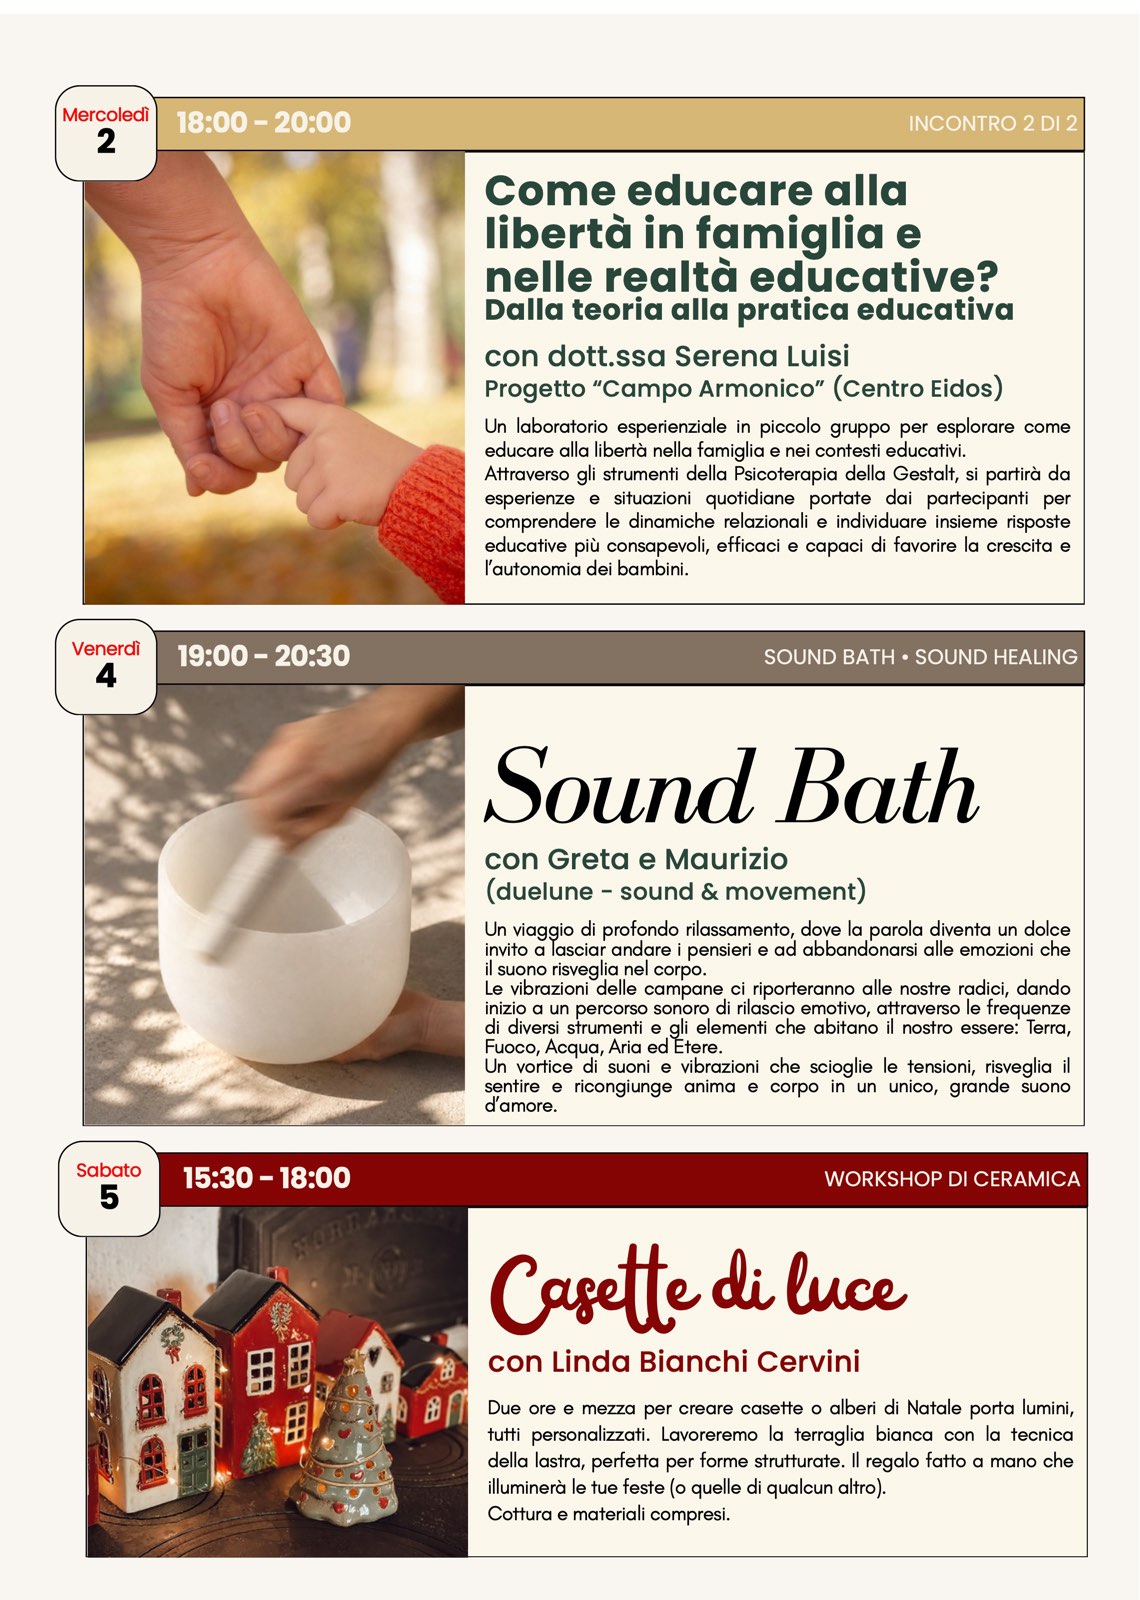 Mercoledì
2
18:00 - 20:00
INCONTRO 2 DI 2
Come educare alla
libertà in famiglia e
nelle realtà educative?
Dalla teoria alla pratica educativa
con dott.ssa Serena Luisi
Progetto “Campo Armonico” (Centro Eidos)
Un laboratorio esperienziale in piccolo gruppo per esplorare come
educare alla libertà nella famiglia e nei contesti educativi.
Attraverso gli strumenti della Psicoterapia della Gestalt, si partirà da
esperienze e situazioni quotidiane portate dai partecipanti per
comprendere le dinamiche relazionali e individuare insieme risposte
educative più consapevoli, efficaci e capaci di favorire la crescita e
l’autonomia dei bambini.
Venerdì
4
19:00 - 20:30
SOUND BATH • SOUND HEALING
Sound Bath
con Greta e Maurizio
(duelune - sound & movement)
Un viaggio di profondo rilassamento, dove la parola diventa un dolce
invito a lasciar andare i pensieri e ad abbandonarsi alle emozioni che
il suono risveglia nel corpo.
Le vibrazioni delle campane ci riporteranno alle nostre radici, dando
inizio a un percorso sonoro di rilascio emotivo, attraverso le frequenze
di diversi strumenti e gli elementi che abitano il nostro essere: Terra,
Fuoco, Acqua, Aria ed Etere.
Un vortice di suoni e vibrazioni che scioglie le tensioni, risveglia il
sentire e ricongiunge anima e corpo in un unico, grande suono
d’amore.
Sabato
5
15:30 - 18:00
WORKSHOP DI CERAMICA
Casette di luce
con Linda Bianchi Cervini
Due ore e mezza per creare casette o alberi di Natale porta lumini,
tutti personalizzati. Lavoreremo la terraglia bianca con la tecnica
della lastra, perfetta per forme strutturate. Il regalo fatto a mano che
illuminerà le tue feste (o quelle di qualcun altro).
Cottura e materiali compresi.